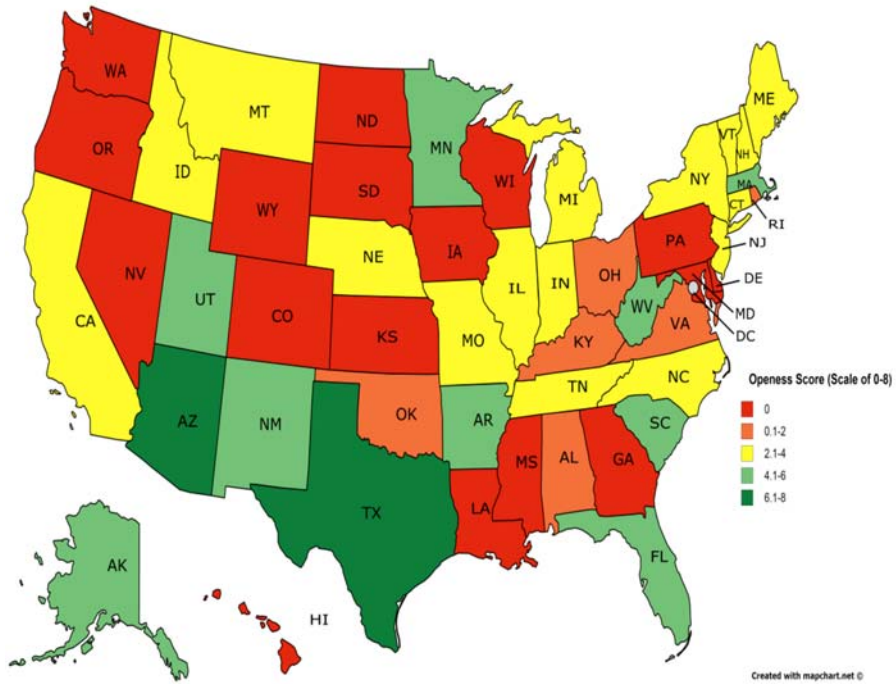 WA
MT
ND
MN
ME
VT
NH
OR
ID
SD
WI
MI
NY
MA
CT
RI
WY
IA
PA
NJ
NE
NV
UT
CO
IL
IN
OH
DE
WV
MD
VA
DC
CA
KS
MO
KY
TN
NC
AZ
NM
OK
AR
SC
MS
AL
GA
TX
LA
FL
AK
HI
Openess Score (Scale of 0-8)
0
0.1-2
2.1-4
4.1-6
6.1-8
Created with mapchart.net ©